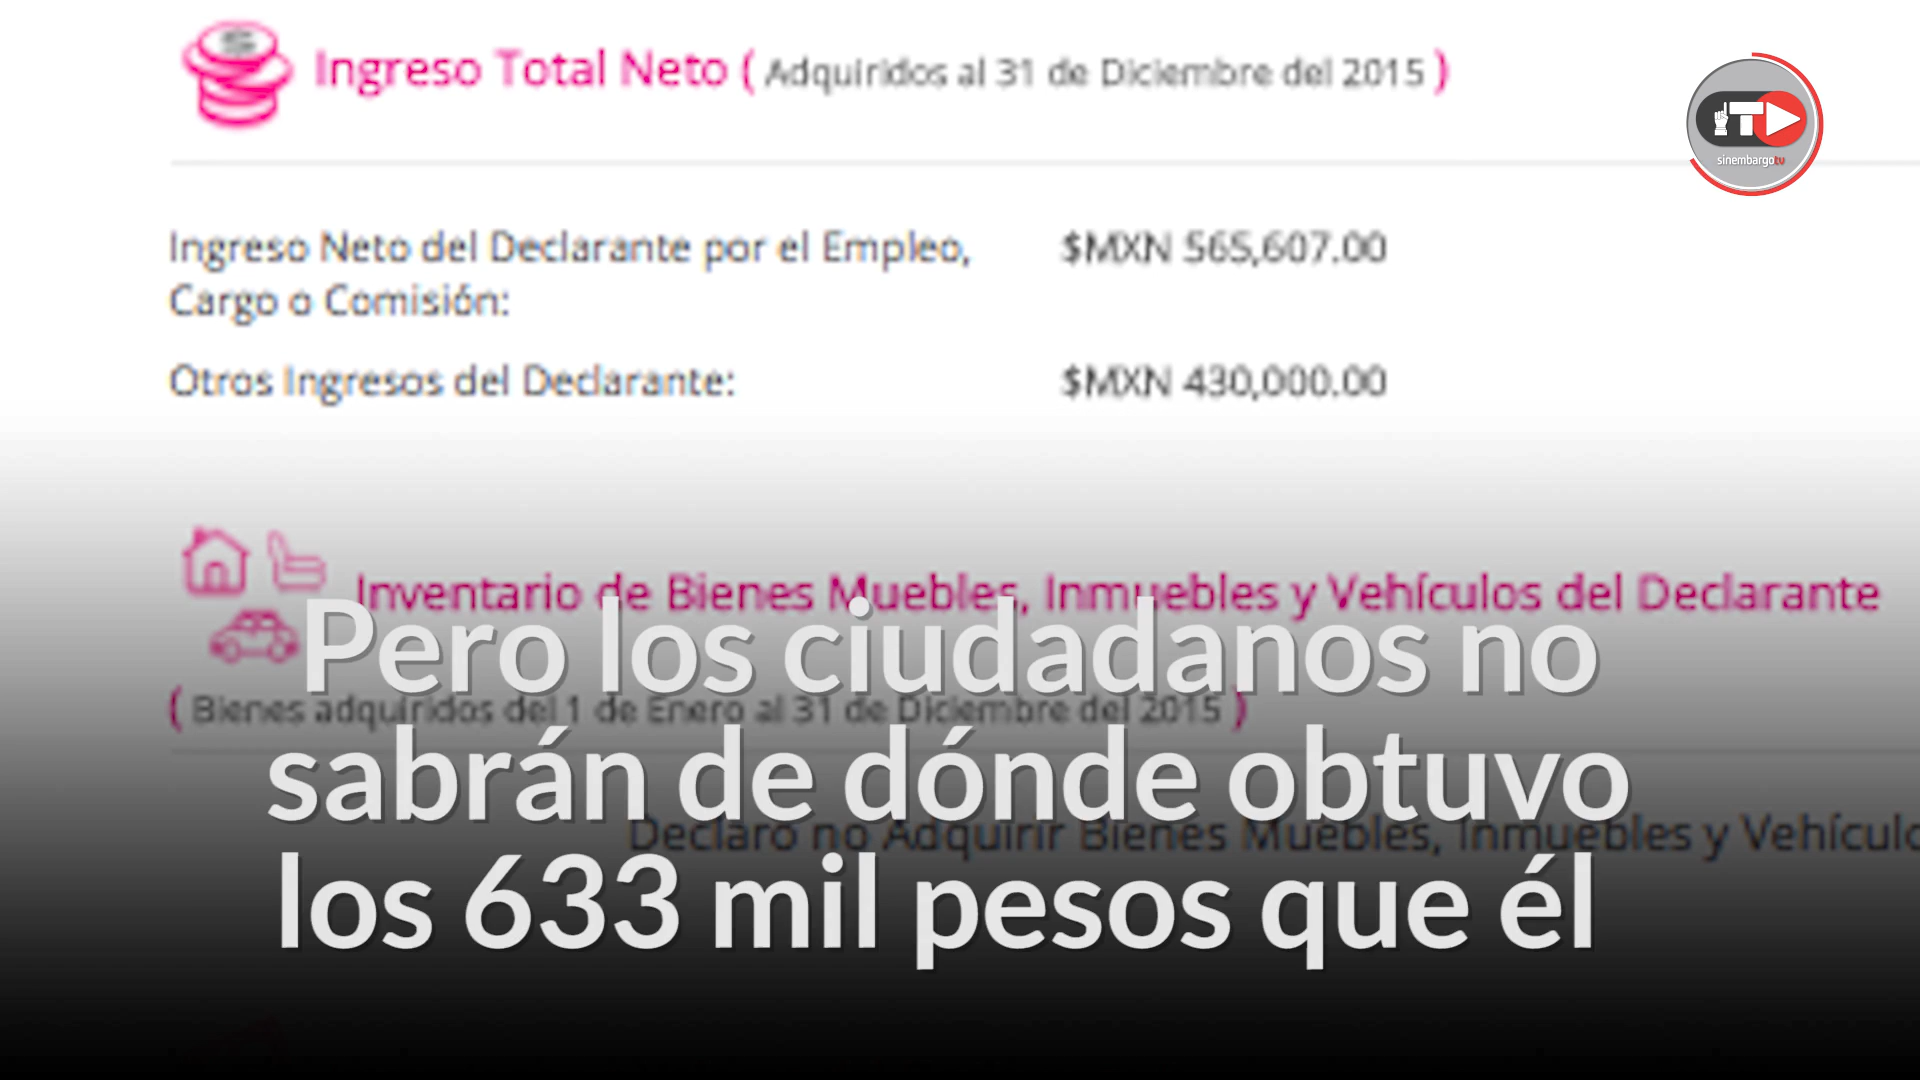 Ingreso Total Neto ( Adquiridos al 31 de Diciembre del 2015 )
sinembargotv
Ingreso Neto del Declarante por el Empleo,
Cargo o Comisión:
$MXN 565,607.00
Otros Ingresos del Declarante:
$MXN 430,000.00
Inventario de Bienes Muebles, Inmuebles y Vehículos del Declarante
( Bienes adquiridos del 1 de Enero al 31 de Diciembre del 2015 )
Declaro no Adquirir Bienes Muebles, Inmuebles y Vehículo
Pero los ciudadanos no
sabrán de dónde obtuvo
los 633 mil pesos que él